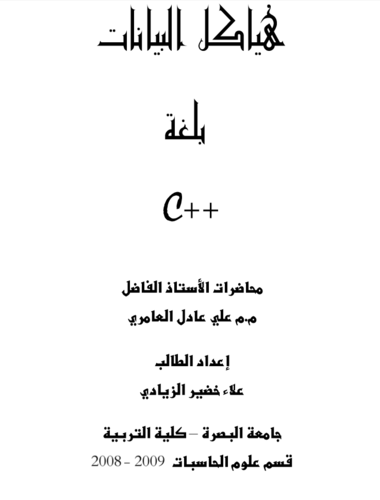 هياكل البيانات
بلغة
C++
محاضرات الأستاذ الفاضل
م.م علي عادل العامري
إعداد الطالب
علاء خضير الزيادي
جامعة البصرة – كلية التربية
قسم علوم الحاسبات 2009 - 2008